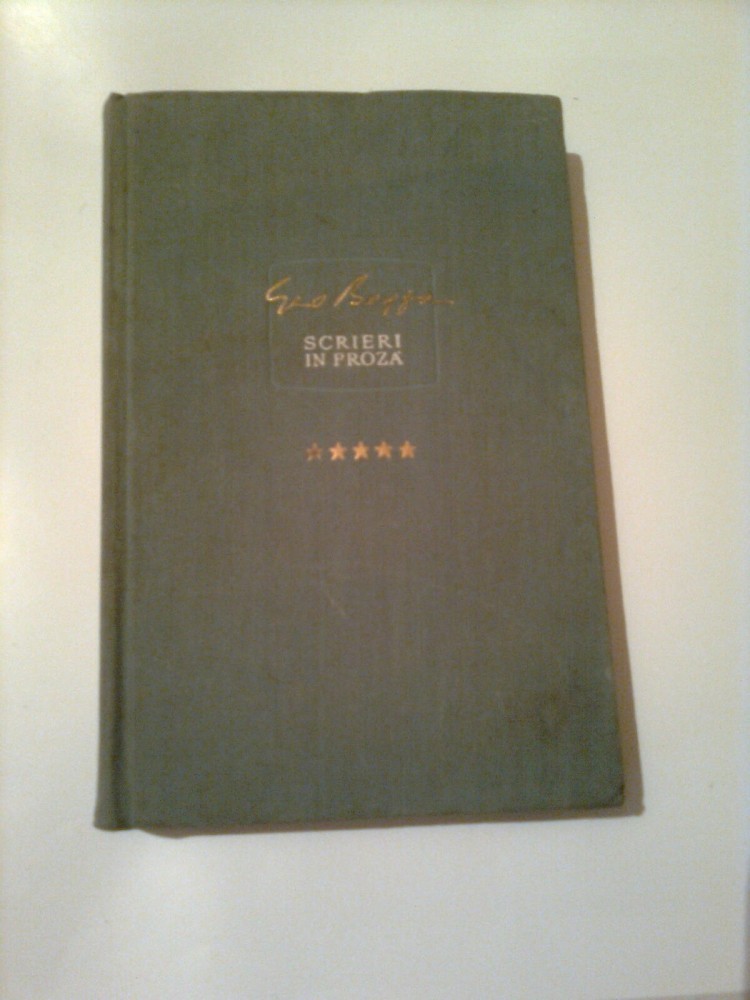 Geo Bogza
SCRIERI
IN PROZĂ